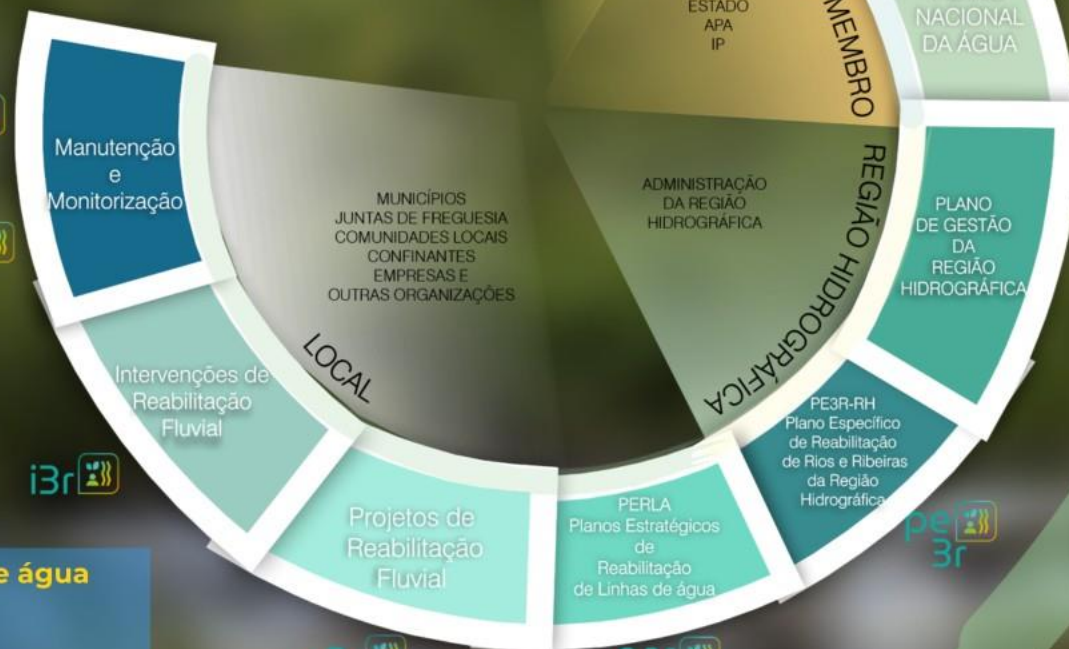 ESTADO
APA
IP
MEMBRO
NACIONAL
DA ÁGUA
Manutenção
e
Monitorização
MUNICÍPIOS
JUNTAS DE FREGUESIA
COMUNIDADES LOCAIS
CONFINANTES
EMPRESAS E
OUTRAS ORGANIZAÇÕES
LOCAL
ADMINISTRAÇÃO
DA REGIÃO
HIDROGRÁFICA
REGIÃO HIDROGRÁFICA
PLANO
DE GESTÃO
DA
REGIÃO
HIDROGRÁFICA
Intervenções de
Reabilitação
Fluvial
i3r
PE3R-RH
Plano Específico
de Reabilitação
de Rios e Ribeiras
da Região
Hidrográfica
pe
3r
Projetos de
Reabilitação
Fluvial
PERLA
Planos Estratégicos
de
Reabilitação
de Linhas de água
e água